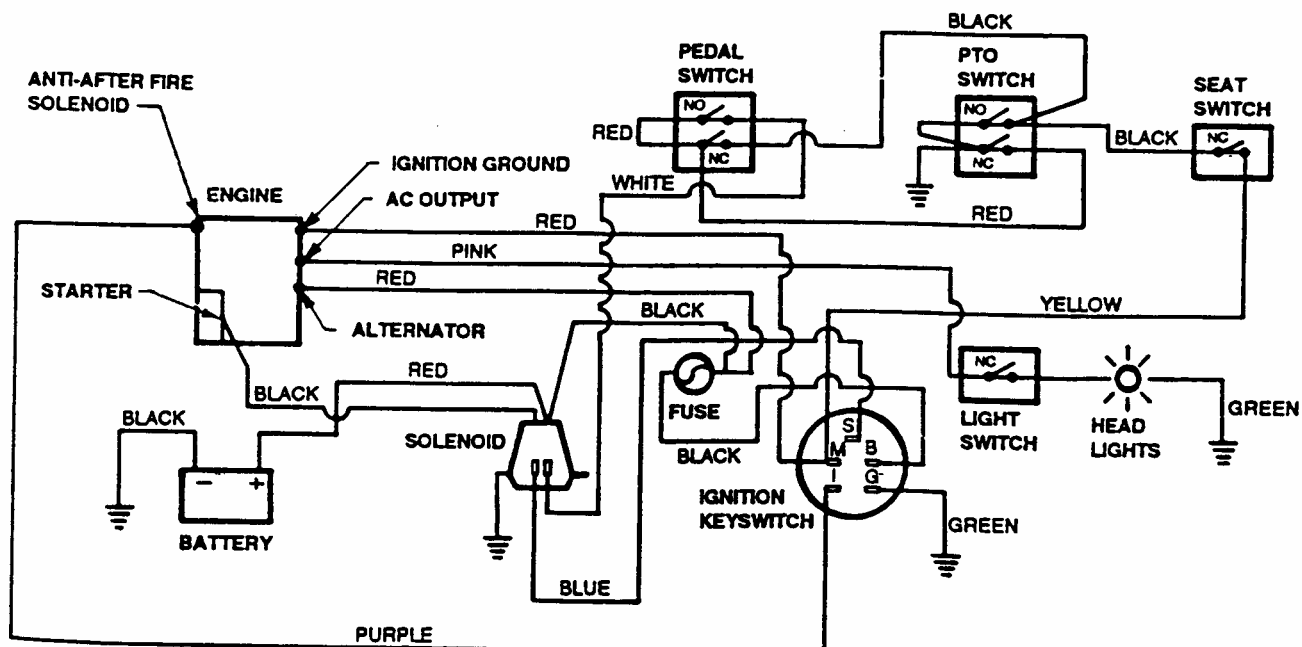 BLACK
PEDAL
SWITCH
PTO
SWITCH
ANTI-AFTER FIRE
SOLENOID
SEAT
SWITCH
NO
NO
RED
NC
NC
BLACK
NC
IGNITION GROUND
WHITE
ENGINE
AC OUTPUT
RED
RED
PINK
RED
STARTER
BLACK
YELLOW
ALTERNATOR
RED
NC
BLACK
FUSE
BLACK
SOLENOID
LIGHT
SWITCH
HEAD
LIGHTS
GREEN
S
M
B
BLACK
I
G
- +
IGNITION
KEYSWITCH
GREEN
BATTERY
BLUE
PURPLE